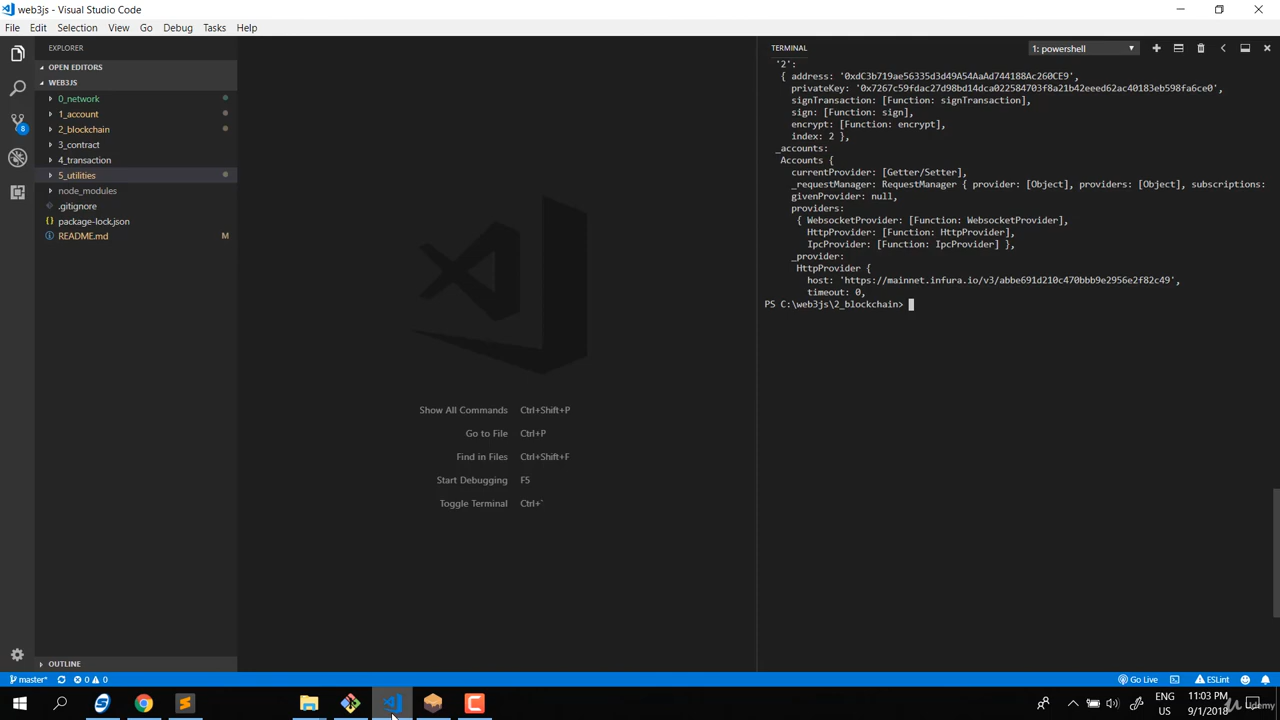 web3js - Visual Studio Code
File Edit Selection View Go Debug Tasks Help
EXPLORER
OPEN EDITORS
WEB3JS
0_network
1_account
2_blockchain
3_contract
4_transaction
5_utilities
node_modules
.gitignore
package-lock.json
README.md M
8
OUTLINE
Show All Commands Ctrl+Shift+P
Go to File Ctrl+P
Find in Files Ctrl+Shift+F
Start Debugging F5
Toggle Terminal Ctrl+`
TERMINAL
1: powershell
'2':
{ address: '0xdC3b719ae56335d3d49A54AaAd744188Ac260CE9',
privateKey: '0x7267c59fdac27d98bd14dca022584703f8a21b42eeed62ac40183eb598fa6ce0',
signTransaction: [Function: signTransaction],
sign: [Function: sign],
encrypt: [Function: encrypt],
index: 2 },
_accounts:
Accounts {
currentProvider: [Getter/Setter],
_requestManager: RequestManager { provider: [Object], providers: [Object], subscriptions:
givenProvider: null,
providers:
{ WebsocketProvider: [Function: WebsocketProvider],
HttpProvider: [Function: HttpProvider],
IpcProvider: [Function: IpcProvider] },
_provider:
HttpProvider {
host: 'https://mainnet.infura.io/v3/abbe691d210c470bbb9e2956e2f82c49',
timeout: 0,
PS C:\web3js\2_blockchain>
master* 0 0
Go Live ESLint
ENG
US
11:03 PM
9/1/2018
Udemy